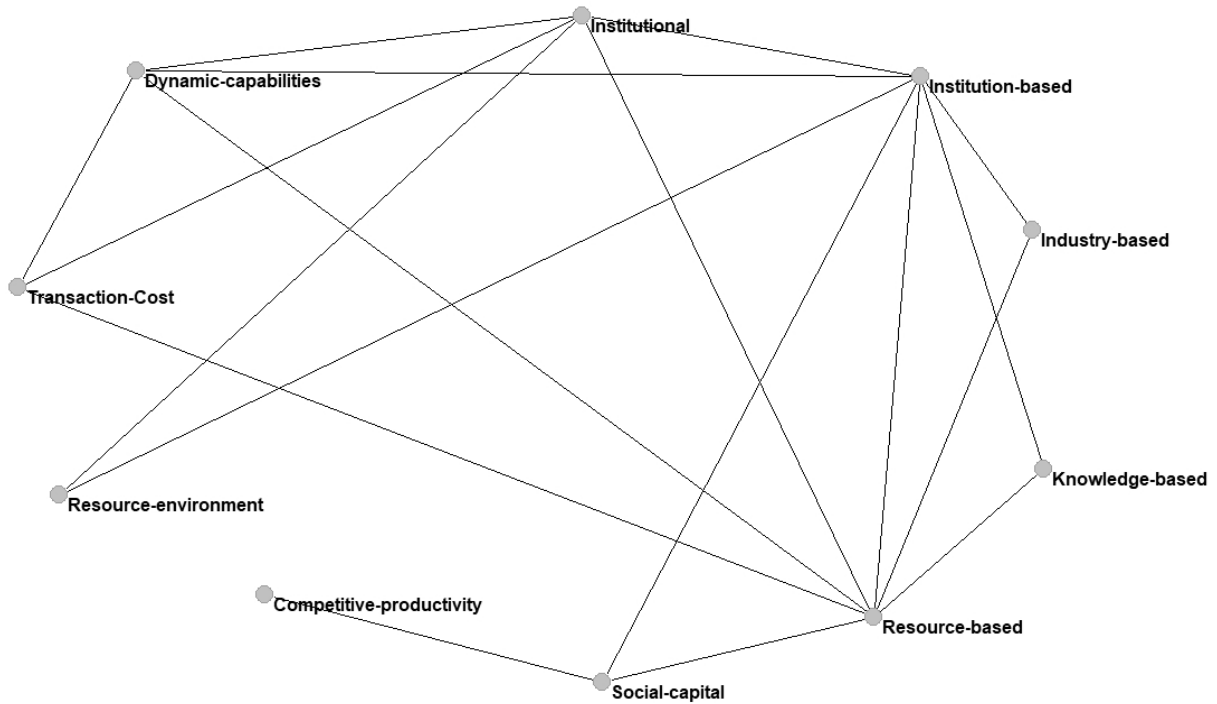 Institutional
Dynamic-capabilities
Institution-based
Industry-based
Transaction-Cost
Knowledge-based
Resource-environment
Competitive-productivity
Resource-based
Social-capital